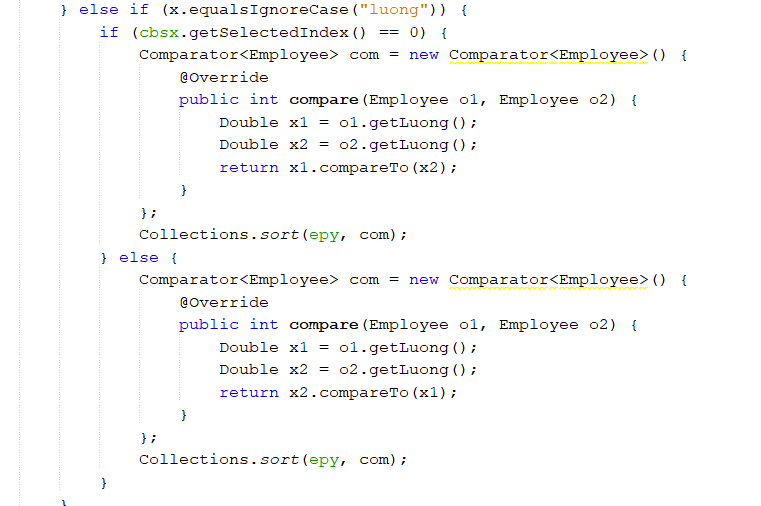 } else if (x.equalsIgnoreCase("luong")) {
if (cbsx.getSelectedIndex() == 0) {
Comparator<Employee> com = new Comparator<Employee>() {
@Override
public int compare(Employee o1, Employee o2) {
Double x1 = o1.getLuong();
Double x2 = o2.getLuong();
return x1.compareTo(x2);
}
};
Collections.sort(epy, com);
} else {
Comparator<Employee> com = new Comparator<Employee>() {
@Override
public int compare(Employee o1, Employee o2) {
Double x1 = o1.getLuong();
Double x2 = o2.getLuong();
return x2.compareTo(x1);
}
};
Collections.sort(epy, com);
}
}